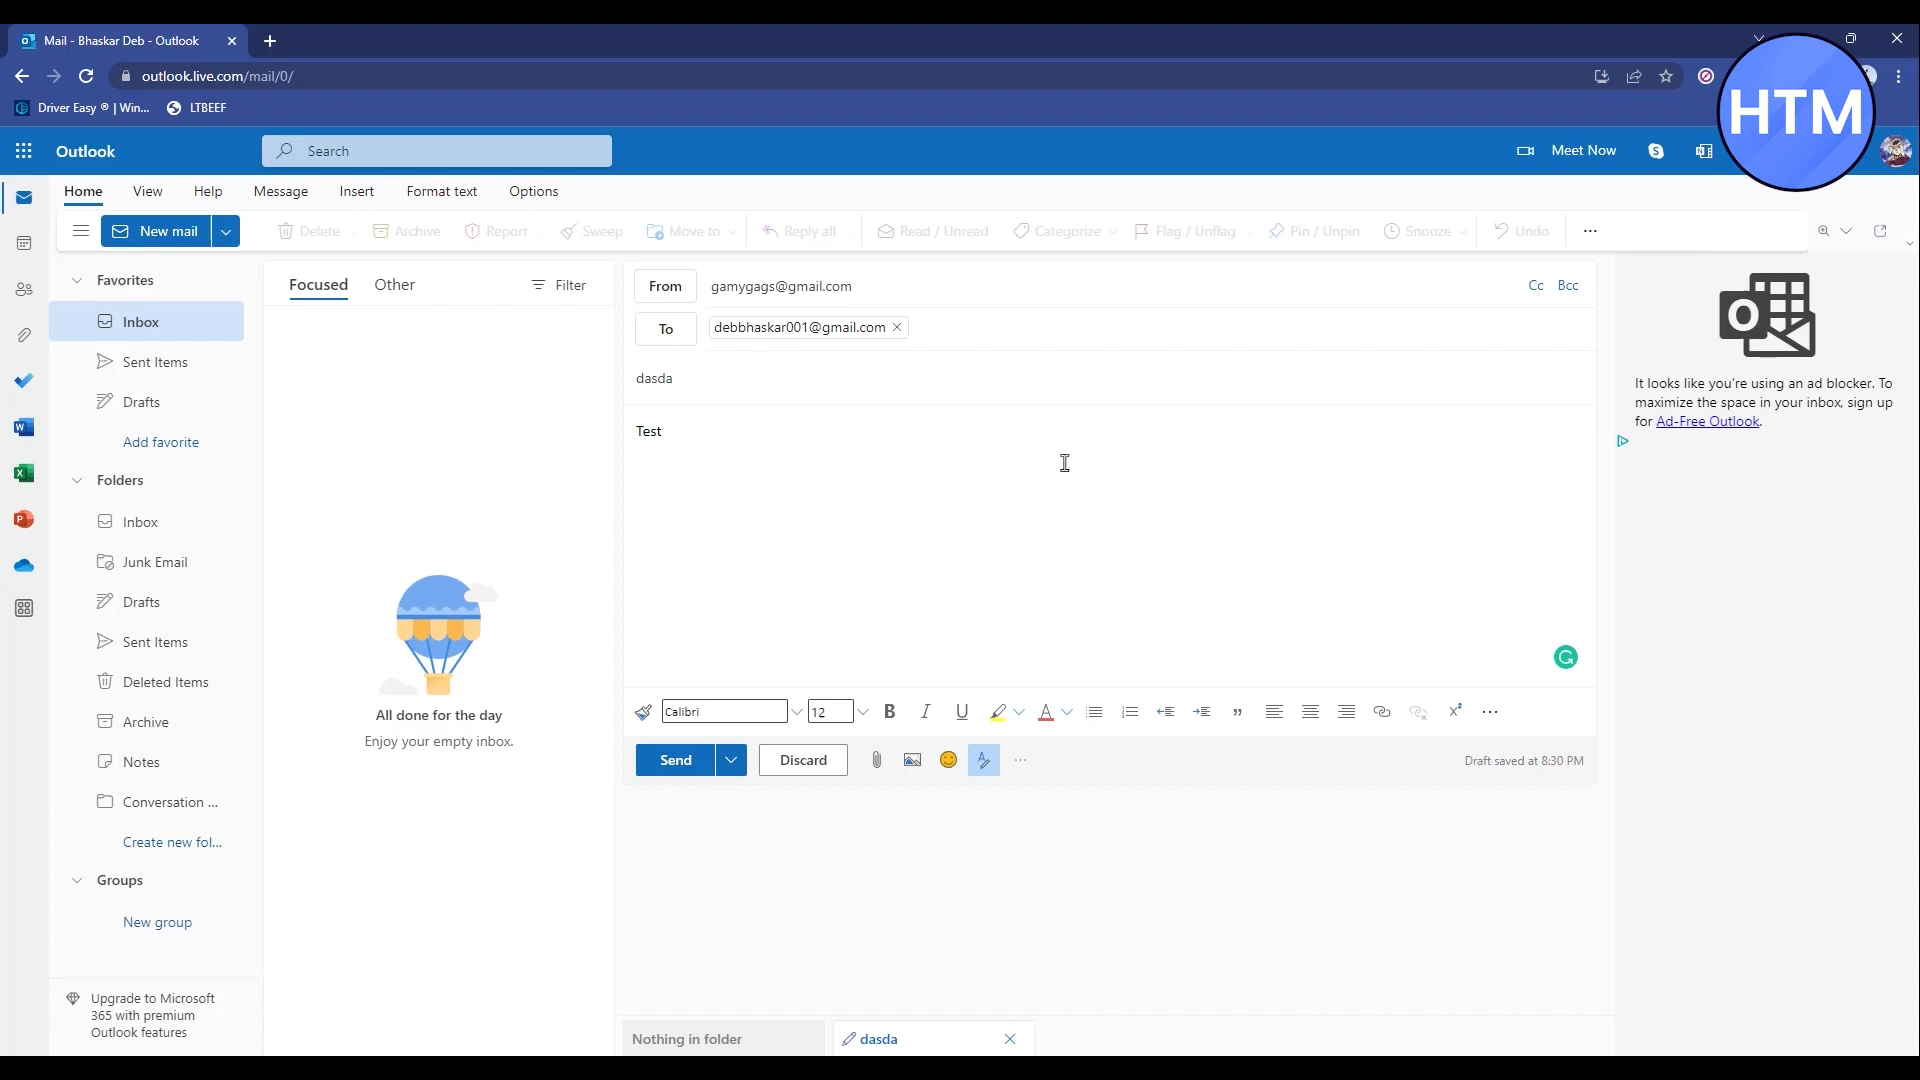 Mail - Bhaskar Deb - Outlook
outlook.live.com/mail/0/
Driver Easy ® | Win...
LTBEEF
HTM
Outlook
Search
Meet Now
Home
View
Help
Message
Insert
Format text
Options
New mail
Delete
Archive
Report
Sweep
Move to
Reply all
Read / Unread
Categorize
Flag / Unflag
Pin / Unpin
Snooze
Undo
Favorites
Inbox
Sent Items
Drafts
Add favorite
Folders
Inbox
Junk Email
Drafts
Sent Items
Deleted Items
Archive
Notes
Conversation ...
Create new fol...
Groups
New group
Upgrade to Microsoft
365 with premium
Outlook features
Focused
Other
Filter
All done for the day
Enjoy your empty inbox.
From
gamygags@gmail.com
Cc
Bcc
To
debbhaskar001@gmail.com
dasda
Test
Calibri
12
Send
Discard
Draft saved at 8:30 PM
Nothing in folder
dasda
It looks like you're using an ad blocker. To
maximize the space in your inbox, sign up
for Ad-Free Outlook.